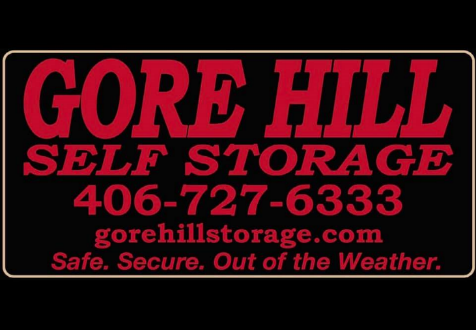 GORE HILL
SELF STORAGE
406-727-6333
gorehillstorage.com
Safe. Secure. Out of the Weather.